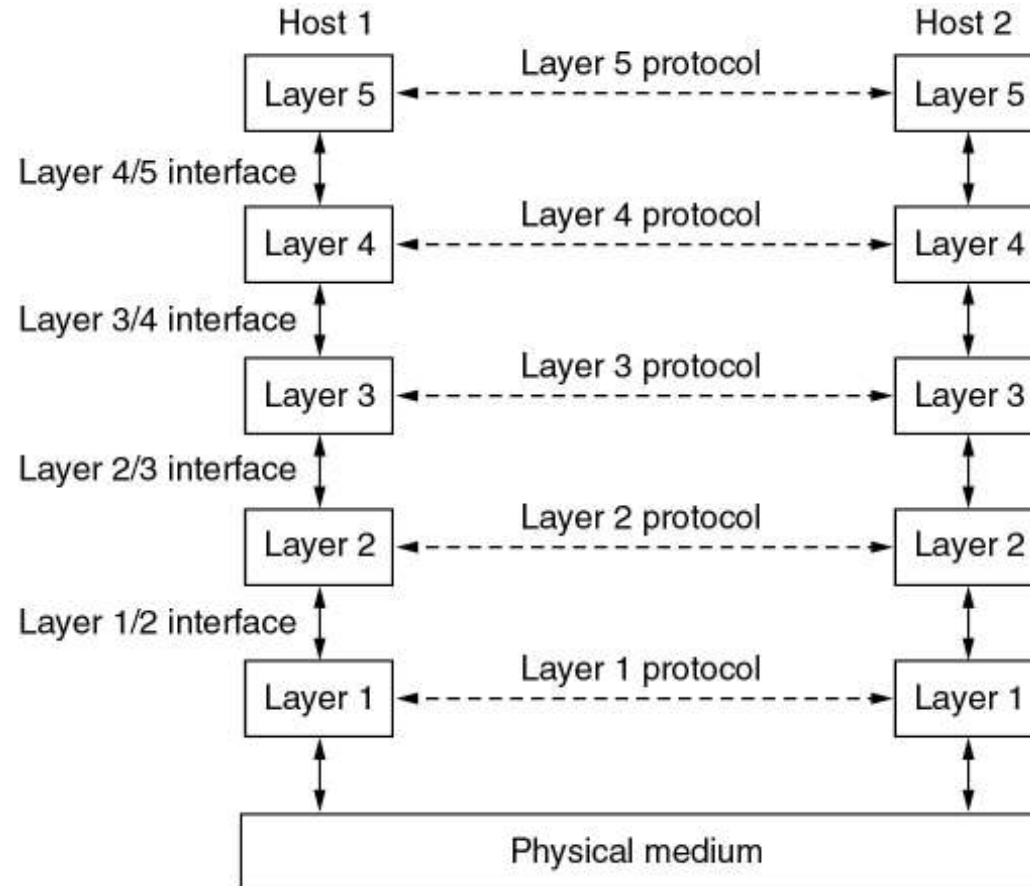 Host 1
Host 2
Layer 5 protocol
Layer 5
Layer 5
Layer 4/5 interface
Layer 4 protocol
Layer 4
Layer 4
Layer 3/4 interface
Layer 3 protocol
Layer 3
Layer 3
Layer 2/3 interface
Layer 2 protocol
Layer 2
Layer 2
Layer 1/2 interface
Layer 1 protocol
Layer 1
Layer 1
Physical medium